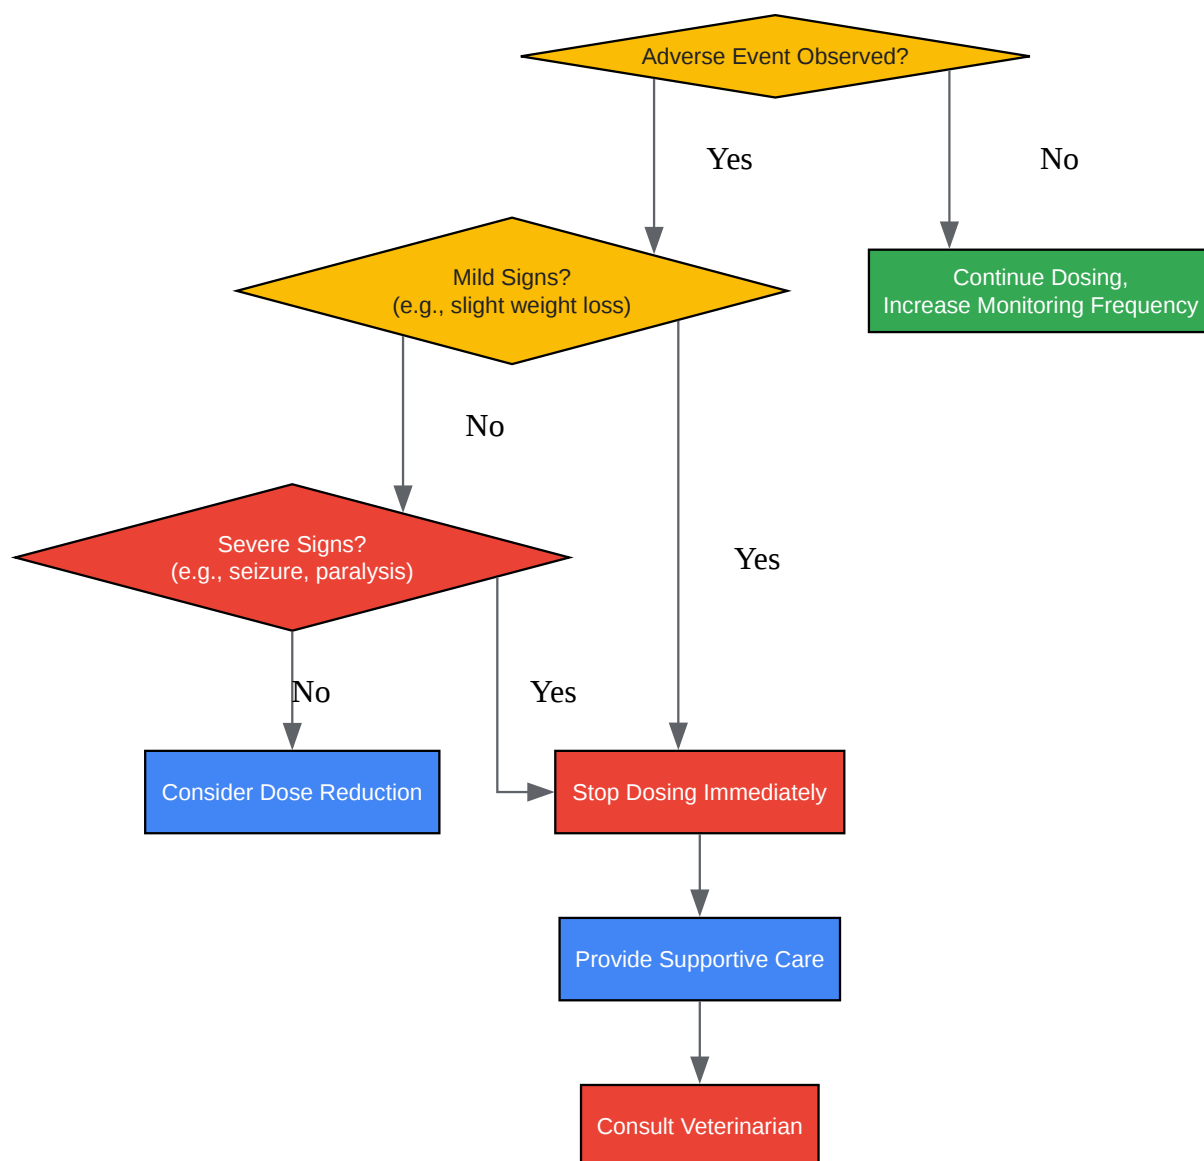 Adverse Event Observed?
Yes
No
Mild Signs?
(e.g., slight weight loss)
Continue Dosing,
Increase Monitoring Frequency
No
Severe Signs?
(e.g., seizure, paralysis)
Yes
No
Yes
Consider Dose Reduction
Stop Dosing Immediately
Provide Supportive Care
Consult Veterinarian